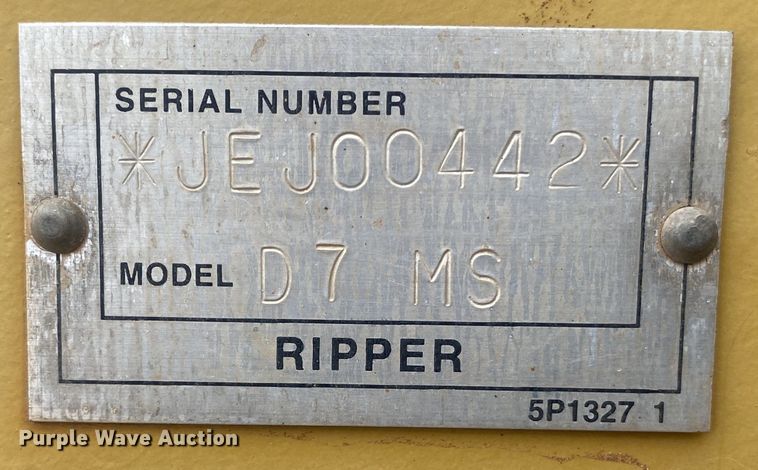 SERIAL NUMBER
*JEJ00442*
MODEL D7 MS
RIPPER
5P1327 1
Purple Wave Auction